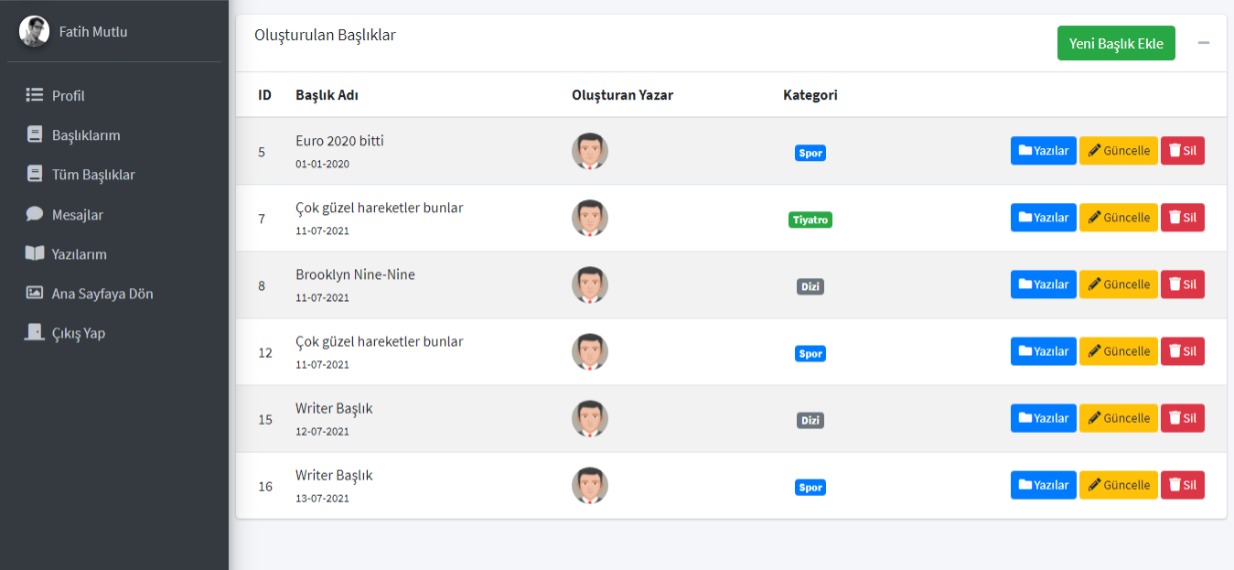 Fatih Mutlu
Profil
Başlıklarım
Tüm Başlıklar
Mesajlar
Yazılarım
Ana Sayfaya Dön
Çıkış Yap
Oluşturulan Başlıklar
Yeni Başlık Ekle
ID Başlık Adı Oluşturan Yazar Kategori
5 Euro 2020 bitti Spor Yazılar Güncelle Sil
01-01-2020
7 Çok güzel hareketler bunlar Tiyatro Yazılar Güncelle Sil
11-07-2021
8 Brooklyn Nine-Nine Dizi Yazılar Güncelle Sil
11-07-2021
12 Çok güzel hareketler bunlar Spor Yazılar Güncelle Sil
11-07-2021
15 Writer Başlık Dizi Yazılar Güncelle Sil
12-07-2021
16 Writer Başlık Spor Yazılar Güncelle Sil
13-07-2021